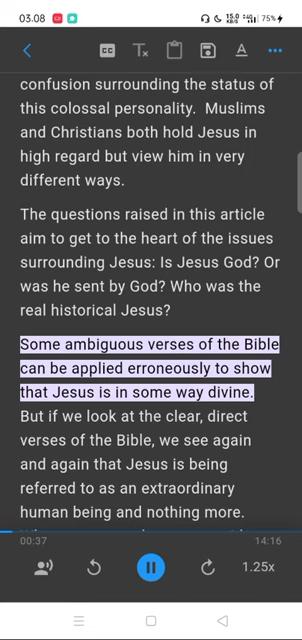 03.08
15.0
KB/S
75%
CC
confusion surrounding the status of
this colossal personality. Muslims
and Christians both hold Jesus in
high regard but view him in very
different ways.
The questions raised in this article
aim to get to the heart of the issues
surrounding Jesus: Is Jesus God? Or
was he sent by God? Who was the
real historical Jesus?
Some ambiguous verses of the Bible
can be applied erroneously to show
that Jesus is in some way divine.
But if we look at the clear, direct
verses of the Bible, we see again
and again that Jesus is being
referred to as an extraordinary
human being and nothing more.
00:37
14:16
1.25x